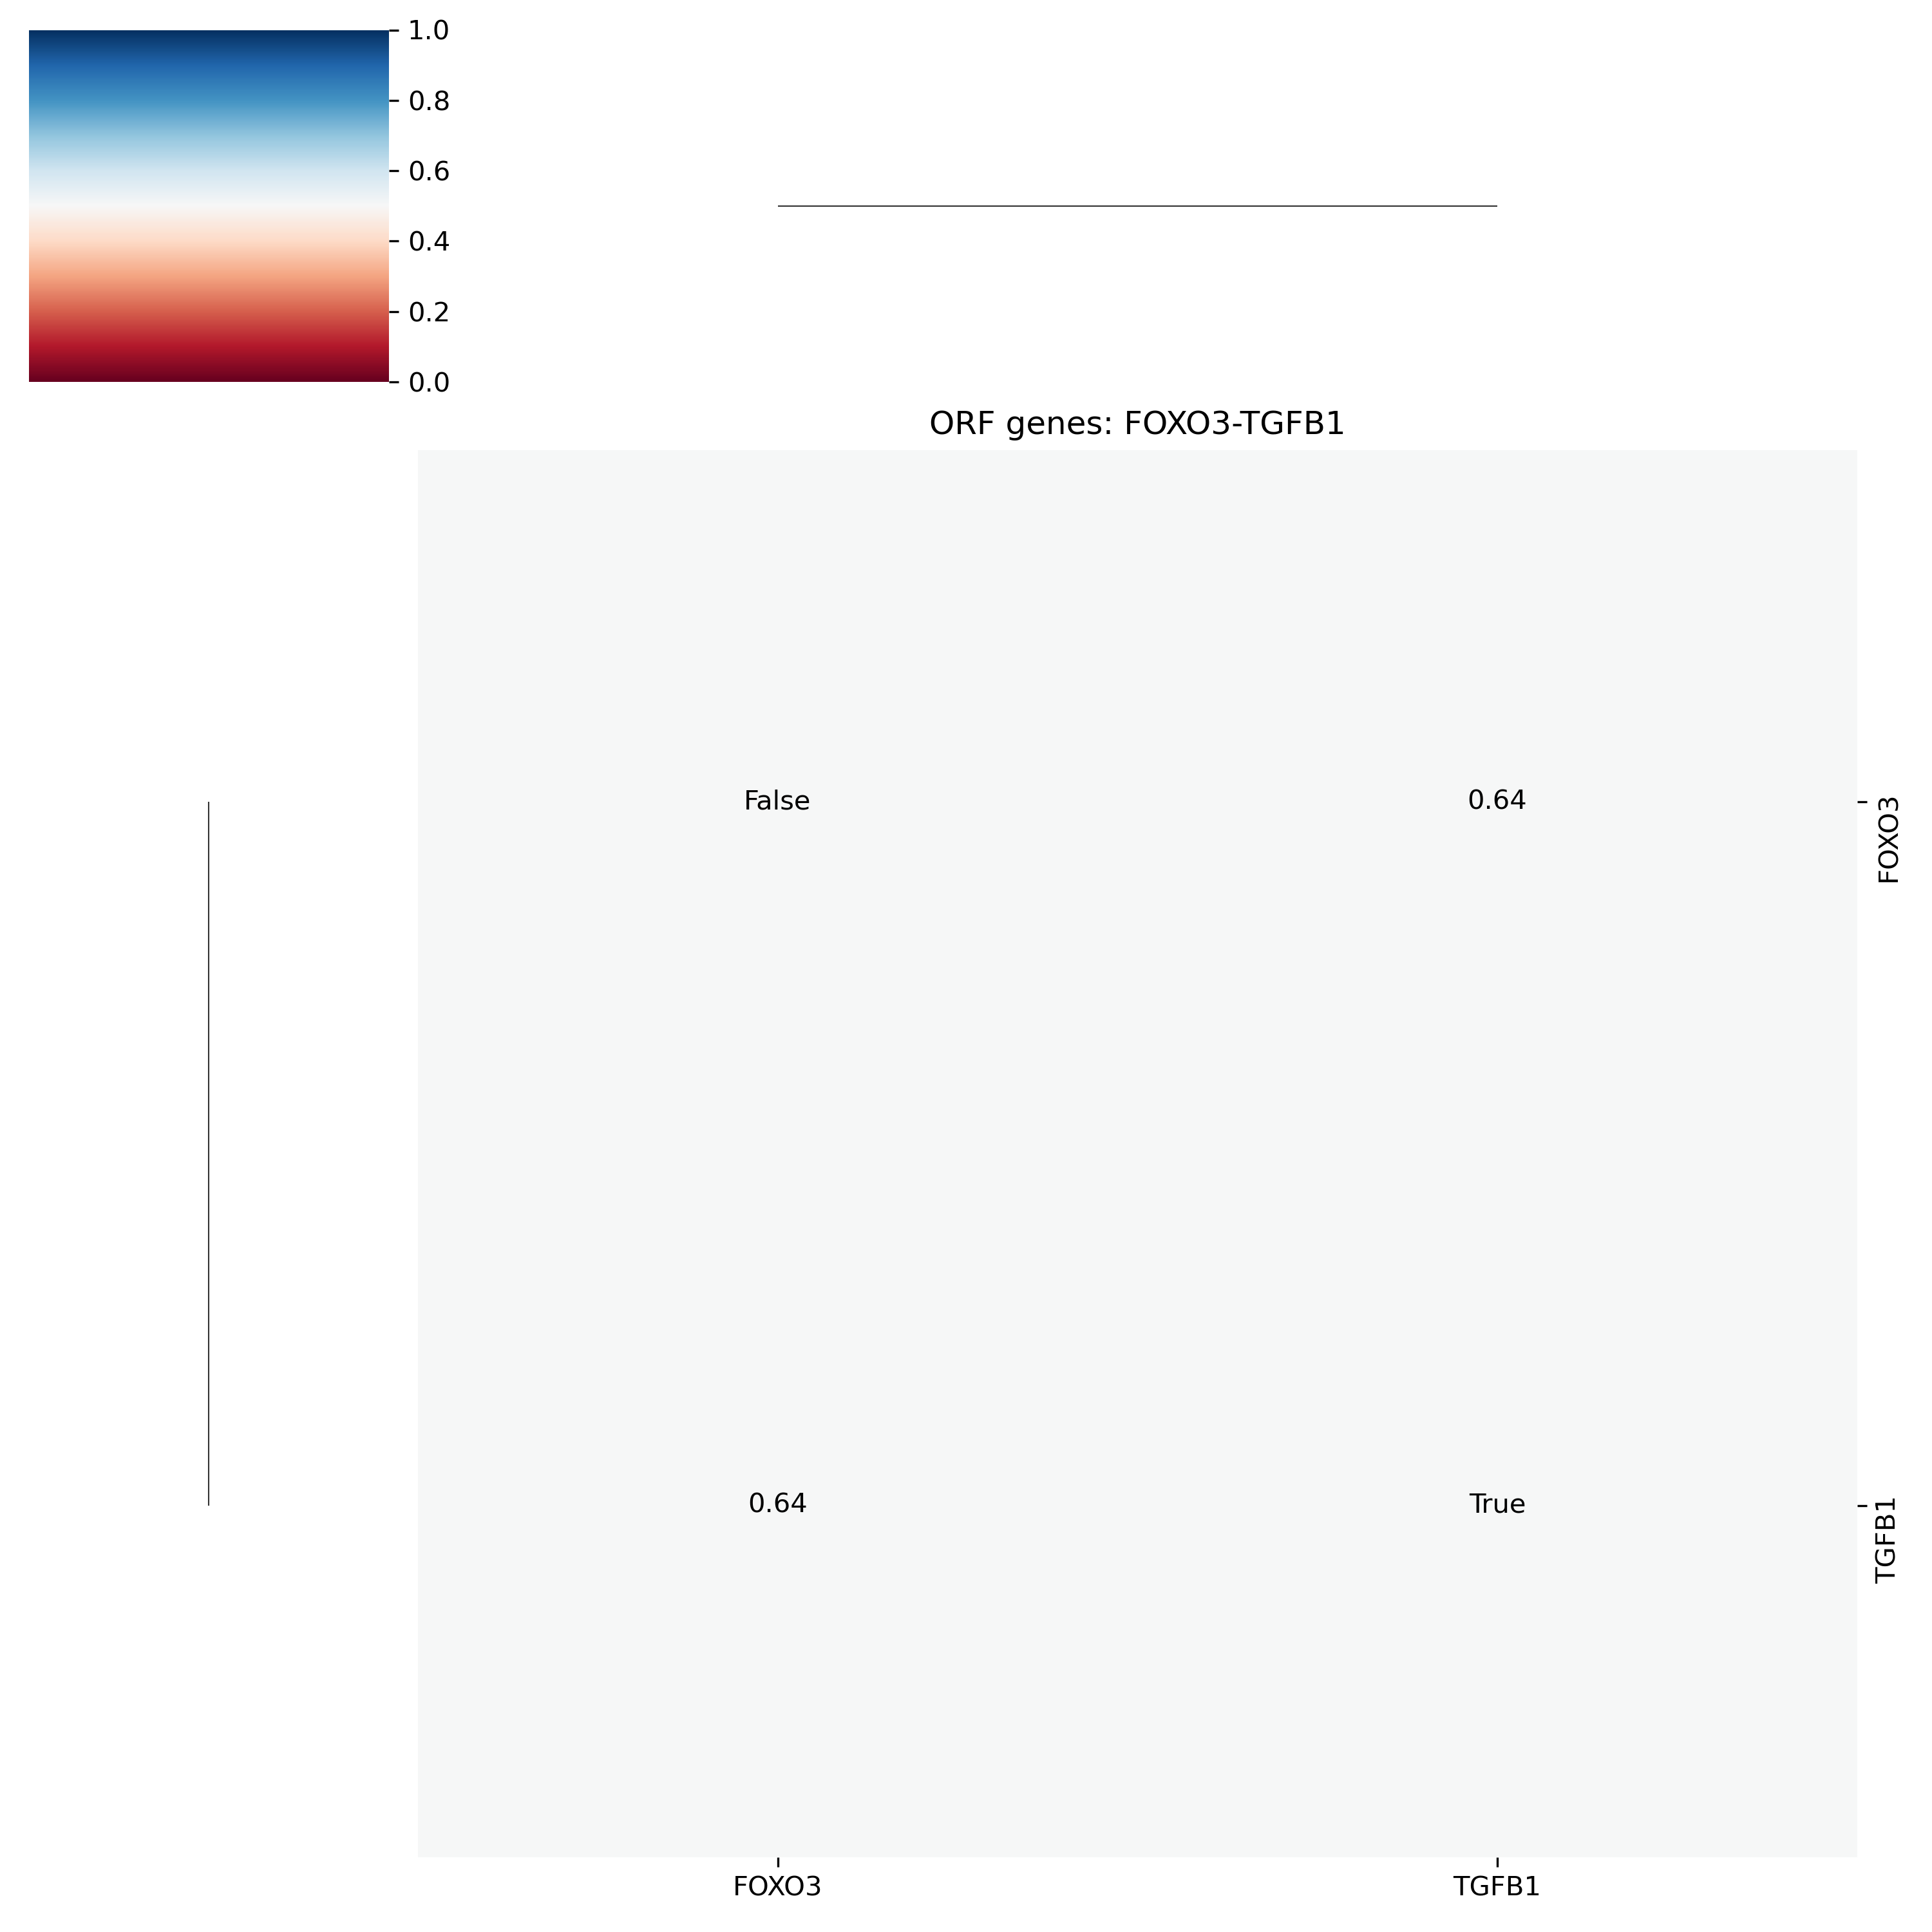 1.0
0.8
0.6
0.4
0.2
0.0
ORF genes: FOXO3-TGFB1
False 0.64
FOXO3
0.64 True
TGFB1
FOXO3 TGFB1